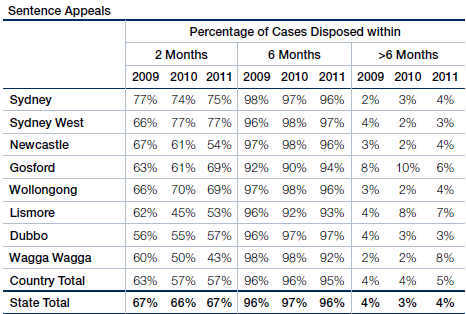 Sentence Appeals
Percentage of Cases Disposed within
2 Months 6 Months >6 Months
2009 2010 2011 2009 2010 2011 2009 2010 2011
Sydney 77% 74% 75% 98% 97% 96% 2% 3% 4%
Sydney West 66% 77% 77% 96% 98% 97% 4% 2% 3%
Newcastle 67% 61% 54% 97% 98% 96% 3% 2% 4%
Gosford 63% 61% 69% 92% 90% 94% 8% 10% 6%
Wollongong 66% 70% 69% 97% 98% 96% 3% 2% 4%
Lismore 62% 45% 53% 96% 92% 93% 4% 8% 7%
Dubbo 56% 55% 57% 96% 97% 97% 4% 3% 3%
Wagga Wagga 60% 50% 43% 98% 98% 92% 2% 2% 8%
Country Total 63% 57% 57% 96% 96% 95% 4% 4% 5%
State Total 67% 66% 67% 96% 97% 96% 4% 3% 4%